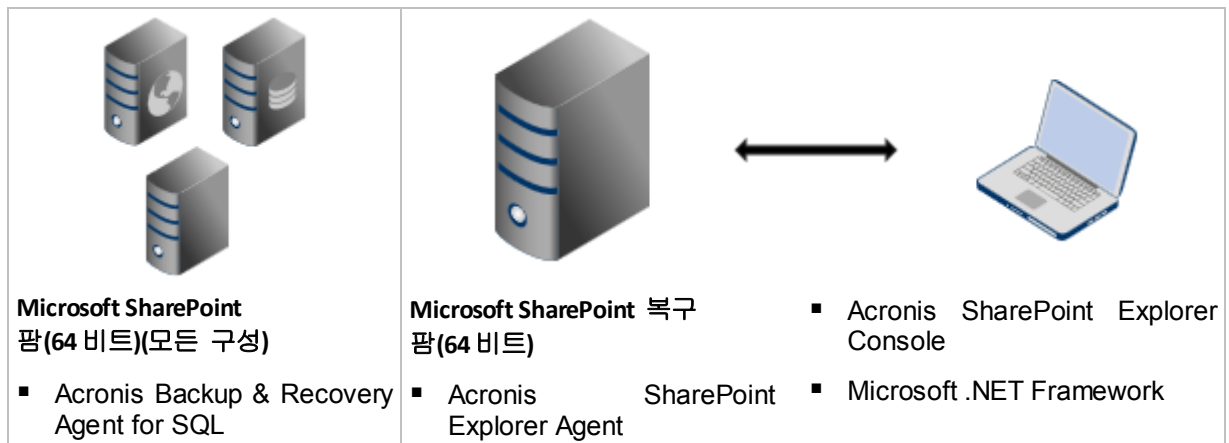 Microsoft SharePoint
팜(64 비트)(모든 구성)
■ Acronis Backup & Recovery
Agent for SQL
Microsoft SharePoint 복구
팜(64 비트)
■ Acronis SharePoint
Explorer Agent
■ Acronis SharePoint Explorer
Console
■ Microsoft .NET Framework